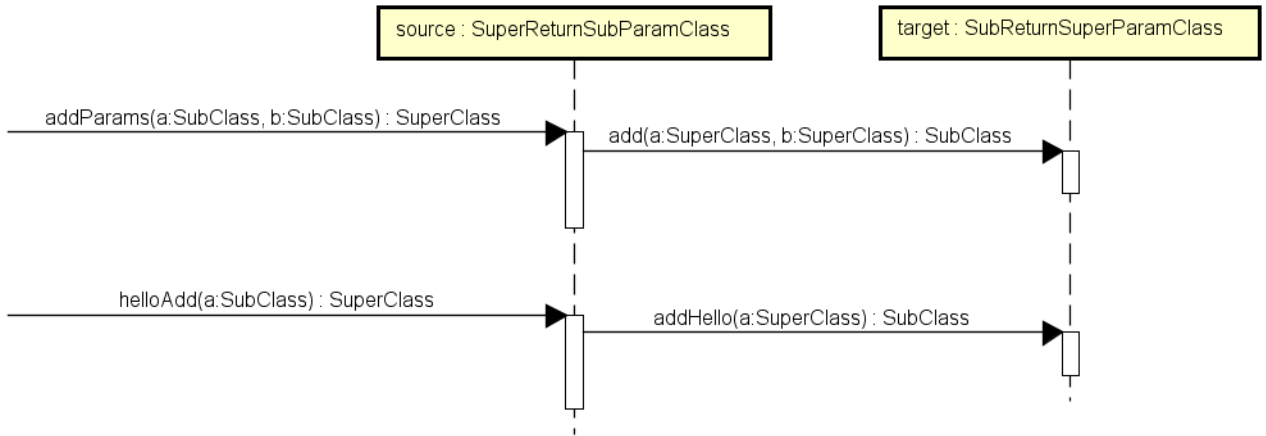 source : SuperReturnSubParamClass
target : SubReturnSuperParamClass
addParams(a:SubClass, b:SubClass) : SuperClass
add(a:SuperClass, b:SuperClass) : SubClass
helloAdd(a:SubClass) : SuperClass
addHello(a:SuperClass) : SubClass